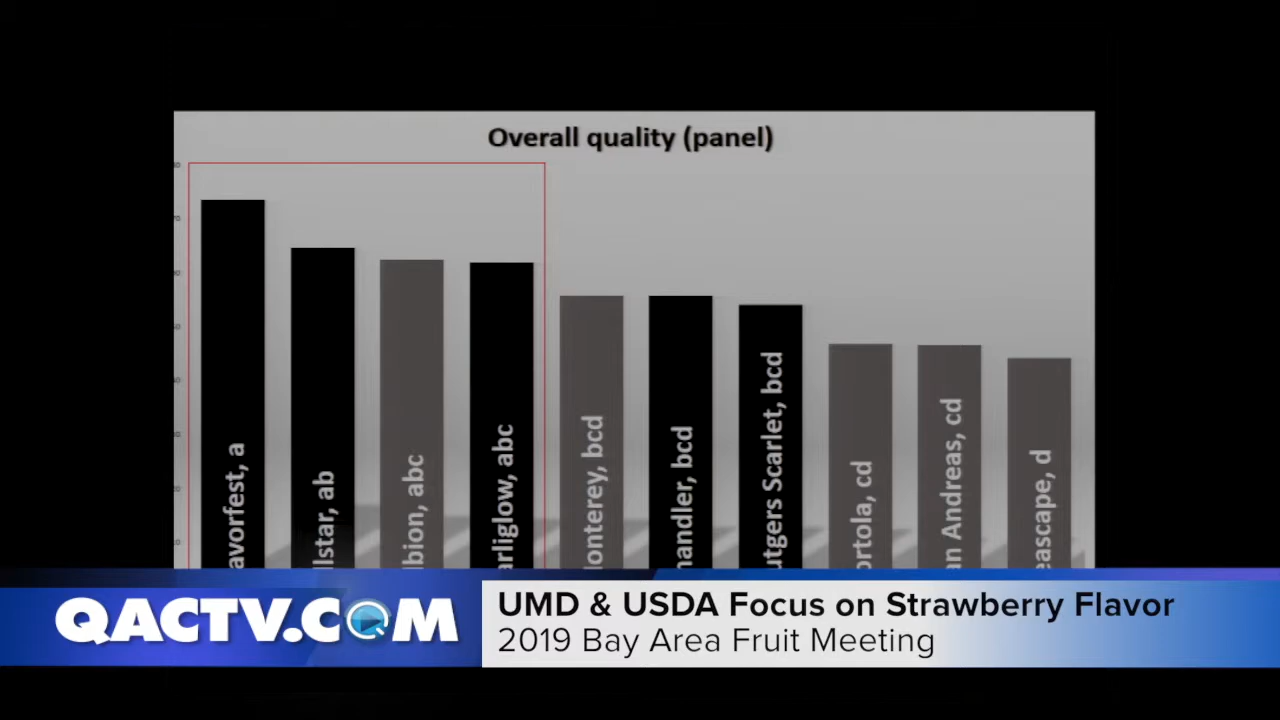 Overall quality (panel)
avorfest, a
llstar, ab
lbion, abc
arliglow, abc
onterey, bcd
handler, bcd
utgers Scarlet, bcd
ortola, cd
an Andreas, cd
eascape, d
QACTV.COM
UMD & USDA Focus on Strawberry Flavor
2019 Bay Area Fruit Meeting